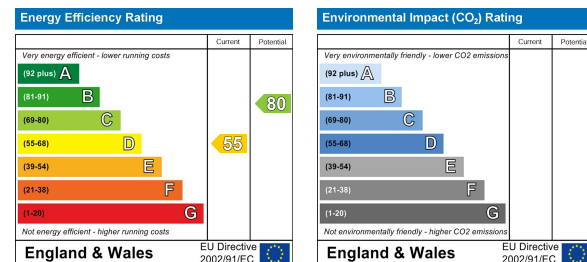 Energy Efficiency Rating
Current Potential
Very energy efficient - lower running costs
(92 plus) A
(81-91) B
(69-80) C
(55-68) D
(39-54) E
(21-38) F
(1-20) G
80
55
Not energy efficient - higher running costs
England & Wales
EU Directive
2002/91/EC
Environmental Impact (CO₂) Rating
Current Potential
Very environmentally friendly - lower CO2 emissions
(92 plus) A
(81-91) B
(69-80) C
(55-68) D
(39-54) E
(21-38) F
(1-20) G
Not environmentally friendly - higher CO2 emissions
England & Wales
EU Directive
2002/91/EC